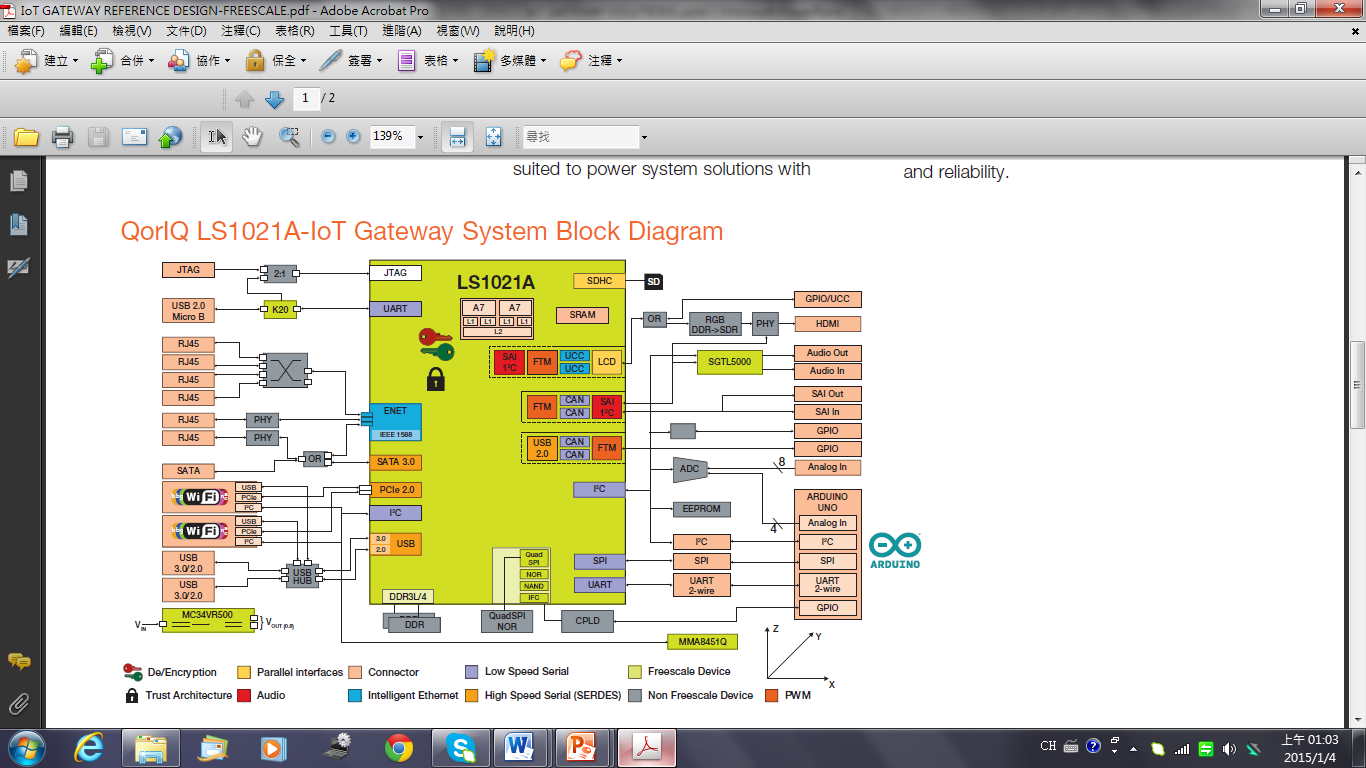 IoT GATEWAY REFERENCE DESIGN-FREESCALE.pdf - Adobe Acrobat Pro
檔案(F) 編輯(E) 檢視(V) 文件(D) 注釋(C) 表格(R) 工具(T) 進階(A) 視窗(W) 說明(H)
建立 合併 協作 保全 簽署 表格 多媒體 注釋
1 / 2
139% 尋找
suited to power system solutions with
and reliability.
QorIQ LS1021A-IoT Gateway System Block Diagram
JTAG
2:1
JTAG
LS1021A
SDHC
SD
USB 2.0
Micro B
K20
UART
A7 A7
L1 L1 L1 L1
L2
SRAM
OR
RGB
DDR->SDR
PHY
GPIO/UCC
HDMI
RJ45
RJ45
RJ45
RJ45
SAI
1²C
FTM
UCC
UCC
LCD
SGTL5000
Audio Out
Audio In
1
FTM
CAN
CAN
SAI
1²C
SAI Out
SAI In
RJ45
PHY
RJ45
PHY
ENET
IEEE 1588
USB
2.0
CAN
CAN
FTM
GPIO
GPIO
SATA
OR
SATA 3.0
ADC
8
Analog In
WiFi
USB
PCIe
I²C
PCIe 2.0
I²C
I²C
EEPROM
4
ARDUINO
UNO
Analog In
WiFi
USB
PCIe
I²C
3.0
2.0
USB
I²C
I²C
ARDUINO
USB
3.0/2.0
USB
3.0/2.0
USB
HUB
Quad
SPI
NOR
NAND
IFC
SPI
SPI
SPI
UART
UART
2-wire
UART
2-wire
DDR3L/4
DDR
QuadSPI
NOR
CPLD
GPIO
VIN
MC34VR500
VOUT (0.8)
MMA8451Q
Z
Y
X
De/Encryption Parallel interfaces Connector Low Speed Serial Freescale Device
Trust Architecture Audio Intelligent Ethernet High Speed Serial (SERDES) Non Freescale Device PWM
CH
上午 01:03
2015/1/4